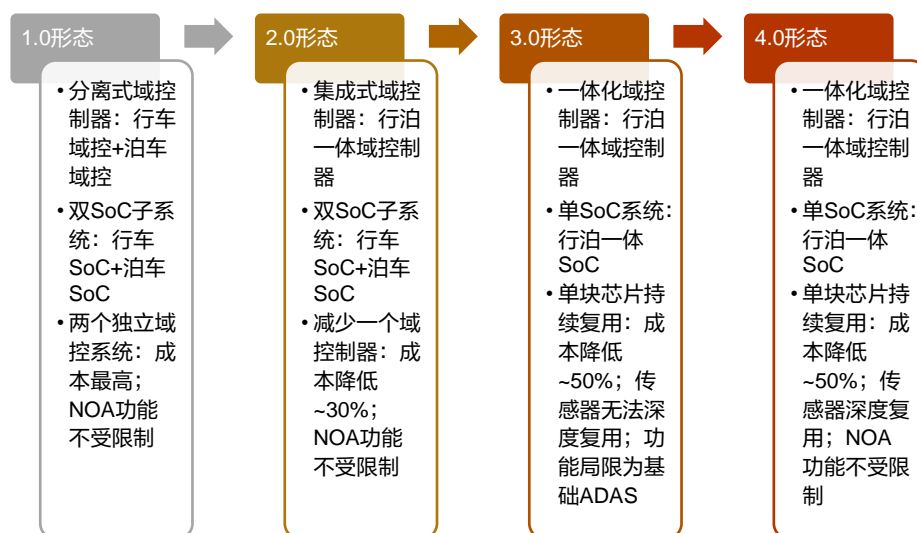 1.0形态
• 分离式域控
制器：行车
域控+泊车
域控
• 双SoC子系
统：行车
SoC+泊车
SoC
• 两个独立域
控系统：成
本最高；
NOA功能
不受限制
2.0形态
• 集成式域控
制器：行泊
一体域控制
器
• 双SoC子系
统：行车
SoC+泊车
SoC
• 减少一个域
控制器：成
本降低
~30%；
NOA功能
不受限制
3.0形态
• 一体化域控
制器：行泊
一体域控制
器
• 单SoC系统：
行泊一体
SoC
• 单块芯片持
续复用：成
本降低
~50%；传
感器无法深
度复用；功
能局限为基
础ADAS
4.0形态
• 一体化域控
制器：行泊
一体域控制
器
• 单SoC系统：
行泊一体
SoC
• 单块芯片持
续复用：成
本降低
~50%；传
感器深度复
用；NOA
功能不受限
制